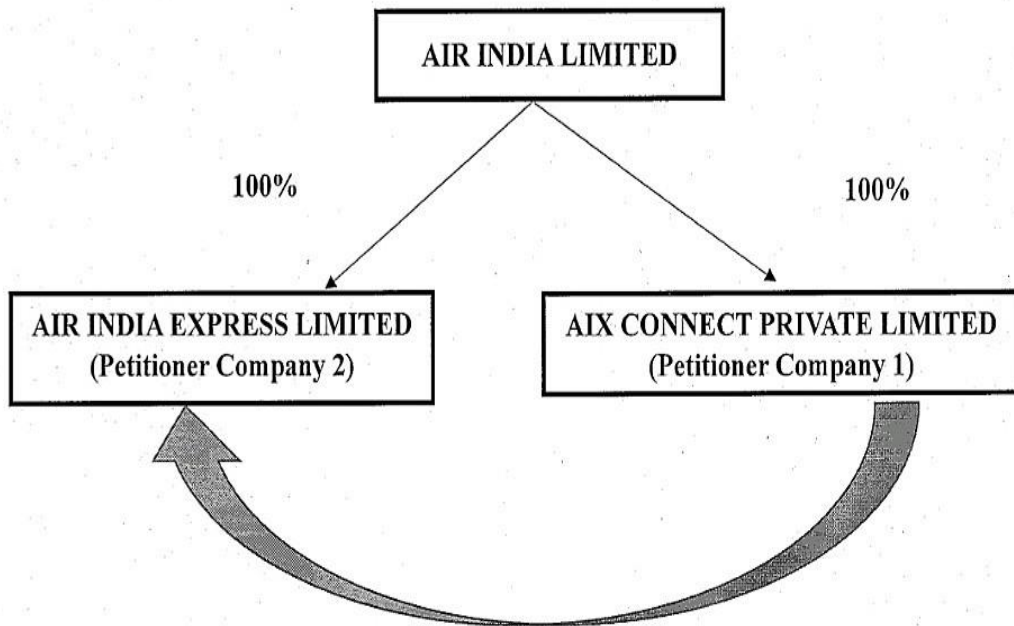 AIR INDIA LIMITED
100%
100%
AIR INDIA EXPRESS LIMITED
(Petitioner Company 2)
AIX CONNECT PRIVATE LIMITED
(Petitioner Company 1)